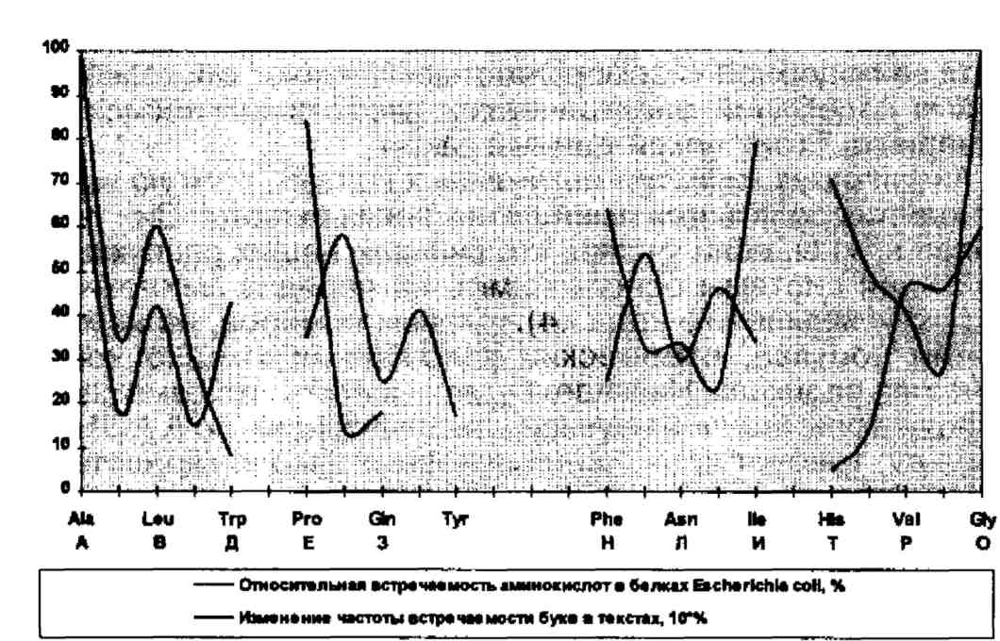 100
90
80
70
60
50
40
30
20
10
0
Ala Leu Trp Pro Gln Tyr Phe Asn Ile His Val Gly
А В Д Е З Н Л И Т Р О
Относительная встречаемость аминокислот в белках Escherichia coli, %
Изменение частоты встречаемости букв в текстах, 10*%